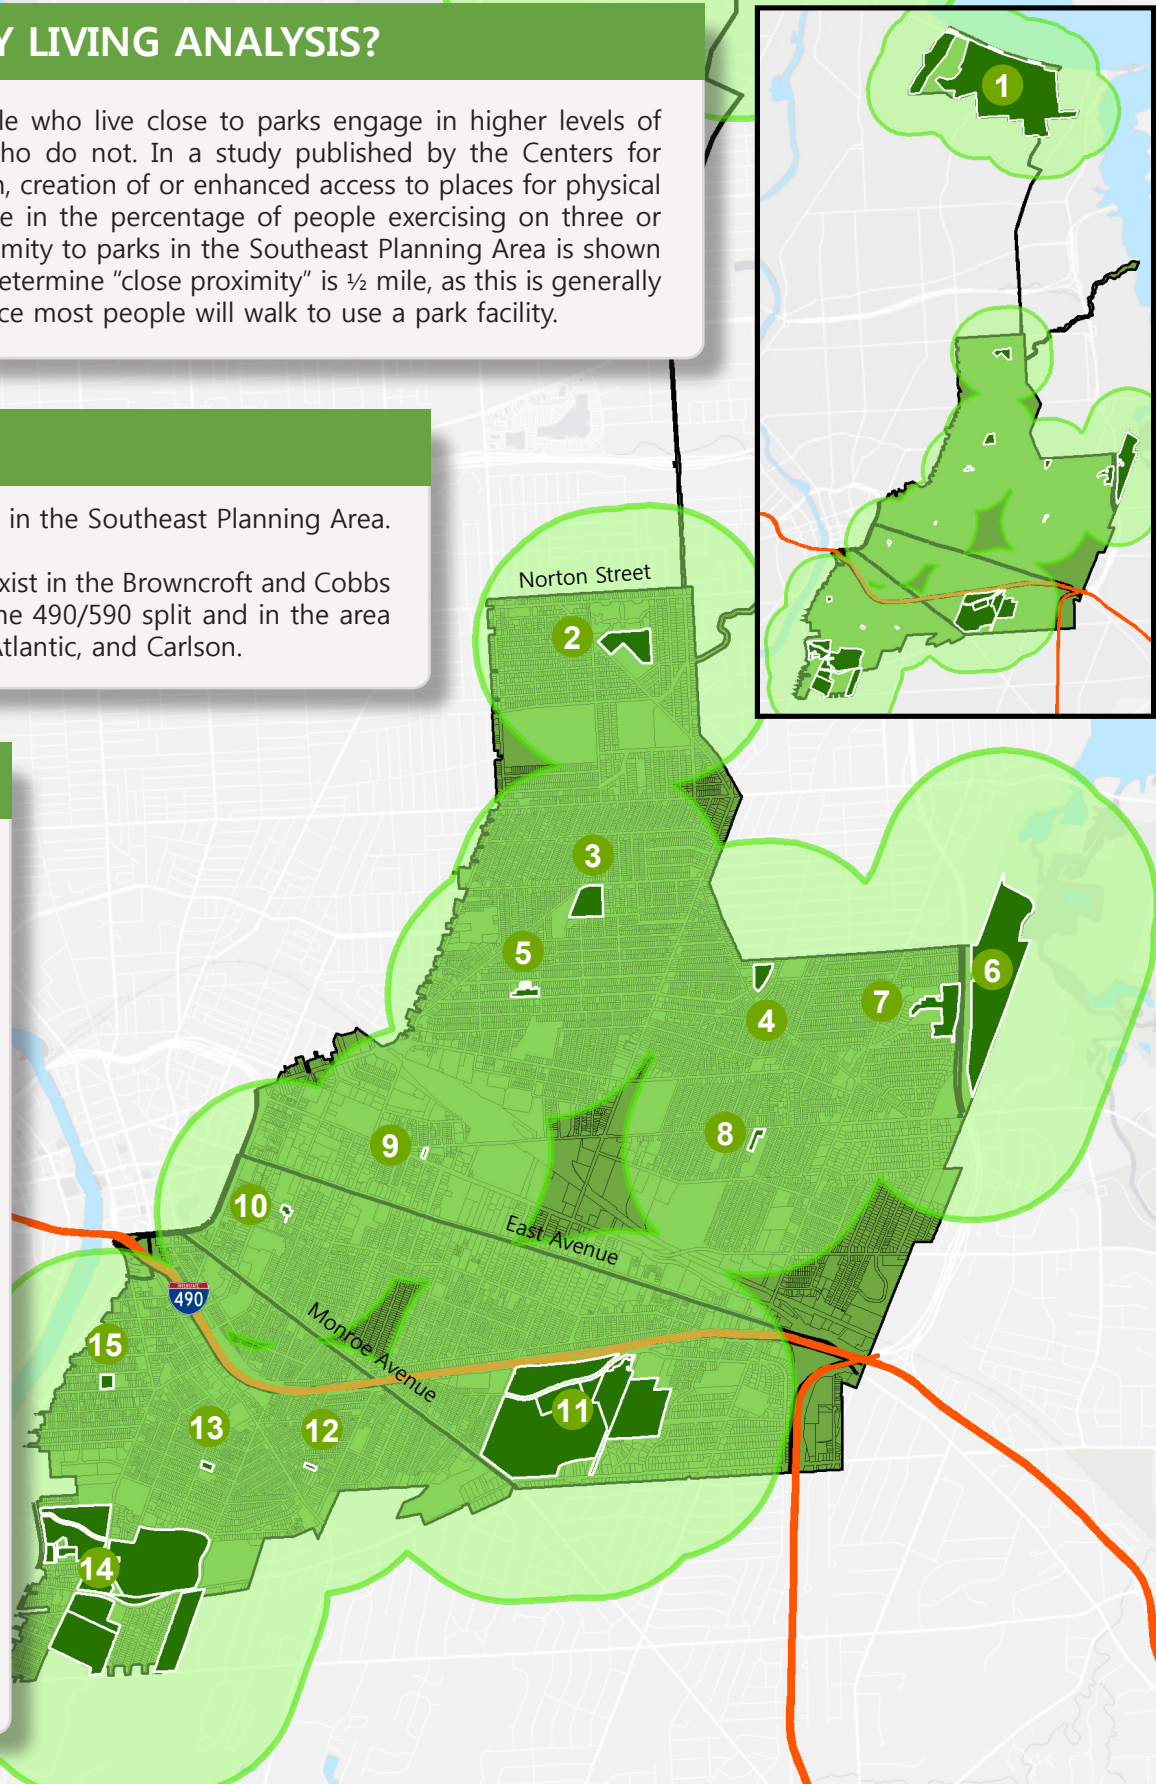 Y LIVING ANALYSIS?
le who live close to parks engage in higher levels of
ho do not. In a study published by the Centers for
n, creation of or enhanced access to places for physical
e in the percentage of people exercising on three or
imity to parks in the Southeast Planning Area is shown
etermine “close proximity” is ½ mile, as this is generally
ce most people will walk to use a park facility.
1
in the Southeast Planning Area.
xist in the Browncroft and Cobbs
he 490/590 split and in the area
Atlantic, and Carlson.
Norton Street
2
3
5
4
7
6
9
8
10
East Avenue
INTERSTATE
490
Monroe Avenue
15
11
13
12
14